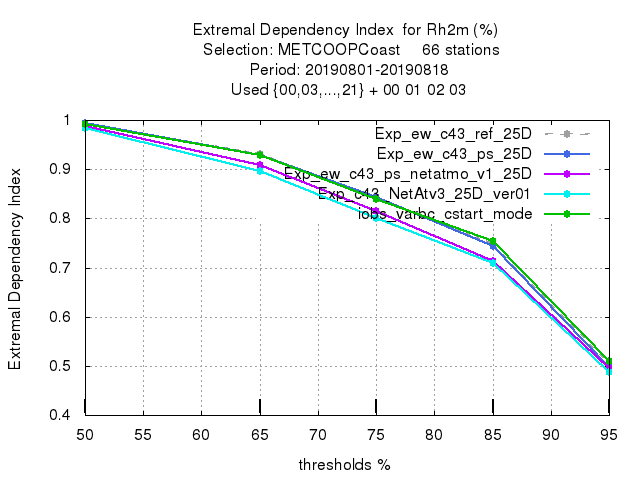 Extremal Dependency Index for Rh2m (%)
Selection: METCOOPCoast 66 stations
Period: 20190801-20190818
Used {00,03,...,21} + 00 01 02 03
Extremal Dependency Index
1
0.9
0.8
0.7
0.6
0.5
0.4
Exp_ew_c43_ref_25D
Exp_ew_c43_ps_25D
Exp_ew_c43_ps_netatmo_v1_25D
Exp_c43_NetAtv3_25D_ver01
iobs_varbc_cstart_mode
50 55 60 65 70 75 80 85 90 95
thresholds %